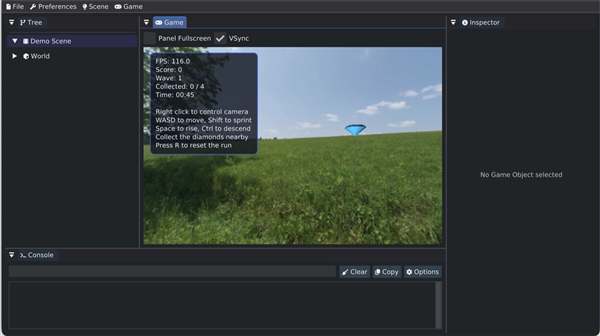 File Preferences Scene Game
Tree
Demo Scene
World
Game
Panel Fullscreen VSync
FPS: 116.0
Score: 0
Wave: 1
Collected: 0 / 4
Time: 00:45
Right click to control camera
WASD to move, Shift to sprint
Space to rise, Ctrl to descend
Collect the diamonds nearby
Press R to reset the run
Inspector
No Game Object selected
Console
Clear Copy Options